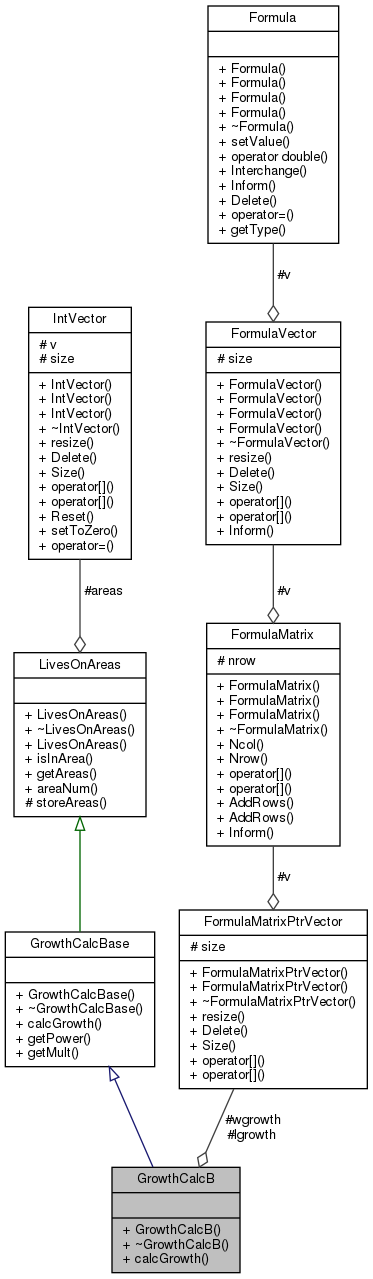 Formula
+ Formula()
+ Formula()
+ Formula()
+ Formula()
+ ~Formula()
+ setValue()
+ operator double()
+ Interchange()
+ Inform()
+ Delete()
+ operator=()
+ getType()
#v
IntVector
# v
# size
+ IntVector()
+ IntVector()
+ IntVector()
+ ~IntVector()
+ resize()
+ Delete()
+ Size()
+ operator[]()
+ operator[]()
+ Reset()
+ setToZero()
+ operator=()
FormulaVector
# size
+ FormulaVector()
+ FormulaVector()
+ FormulaVector()
+ FormulaVector()
+ ~FormulaVector()
+ resize()
+ Delete()
+ Size()
+ operator[]()
+ operator[]()
+ Inform()
#areas
#v
LivesOnAreas
+ LivesOnAreas()
+ ~LivesOnAreas()
+ LivesOnAreas()
+ isInArea()
+ getAreas()
+ areaNum()
# storeAreas()
FormulaMatrix
# nrow
+ FormulaMatrix()
+ FormulaMatrix()
+ FormulaMatrix()
+ ~FormulaMatrix()
+ Ncol()
+ Nrow()
+ operator[]()
+ operator[]()
+ AddRows()
+ AddRows()
+ Inform()
#v
GrowthCalcBase
+ GrowthCalcBase()
+ ~GrowthCalcBase()
+ calcGrowth()
+ getPower()
+ getMult()
FormulaMatrixPtrVector
# size
+ FormulaMatrixPtrVector()
+ FormulaMatrixPtrVector()
+ ~FormulaMatrixPtrVector()
+ resize()
+ Delete()
+ Size()
+ operator[]()
+ operator[]()
#wgrowth
#lgrowth
GrowthCalcB
+ GrowthCalcB()
+ ~GrowthCalcB()
+ calcGrowth()